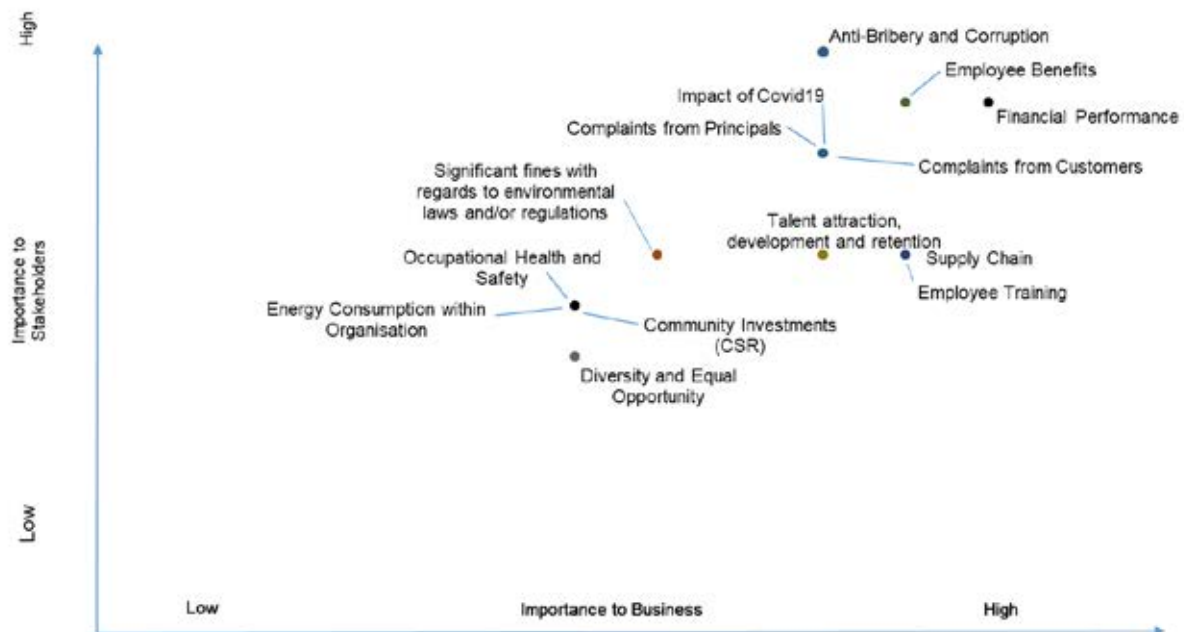 High
Anti-Bribery and Corruption
Employee Benefits
Impact of Covid19
Financial Performance
Complaints from Principals
Complaints from Customers
Significant fines with
regards to environmental
laws and/or regulations
Talent attraction,
development and retention
Occupational Health and
Safety
Supply Chain
Employee Training
Importance to
Stakeholders
Energy Consumption within
Organisation
Community Investments
(CSR)
Diversity and Equal
Opportunity
Low
Low
Importance to Business
High